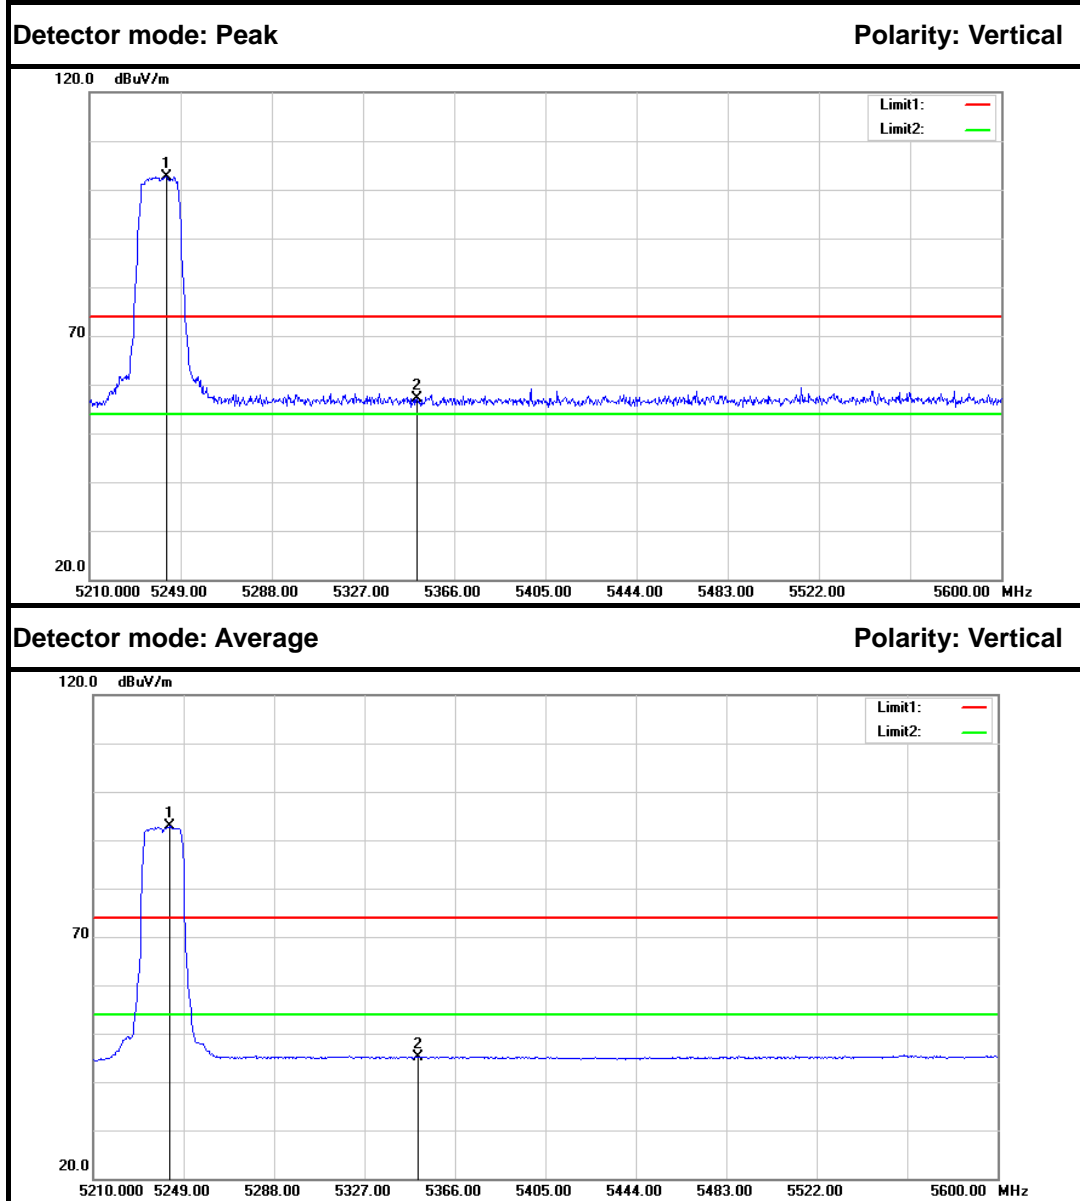 Detector mode: Peak Polarity: Vertical
120.0 dBuV/m
Limit1:
Limit2:
1
70
2
20.0
5210.000 5249.00 5288.00 5327.00 5366.00 5405.00 5444.00 5483.00 5522.00 5600.00 MHz
Detector mode: Average Polarity: Vertical
120.0 dBuV/m
Limit1:
Limit2:
1
70
2
20.0
5210.000 5249.00 5288.00 5327.00 5366.00 5405.00 5444.00 5483.00 5522.00 5600.00 MHz